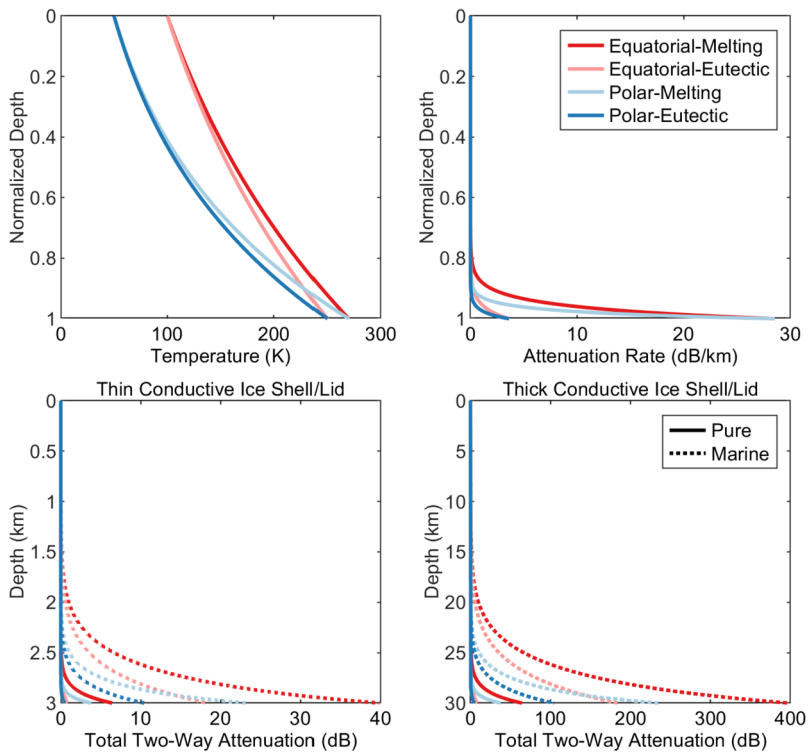 0
0.2
0.4
0.6
0.8
1
Normalized Depth
0 100 200 300
Temperature (K)
0
0.2
0.4
0.6
0.8
1
Normalized Depth
Equatorial-Melting
Equatorial-Eutectic
Polar-Melting
Polar-Eutectic
0 10 20 30
Attenuation Rate (dB/km)
Thin Conductive Ice Shell/Lid
0
0.5
1
1.5
2
2.5
3
Depth (km)
0 10 20 30 40
Total Two-Way Attenuation (dB)
Thick Conductive Ice Shell/Lid
0
5
10
15
20
25
30
Depth (km)
Pure
Marine
0 100 200 300 400
Total Two-Way Attenuation (dB)